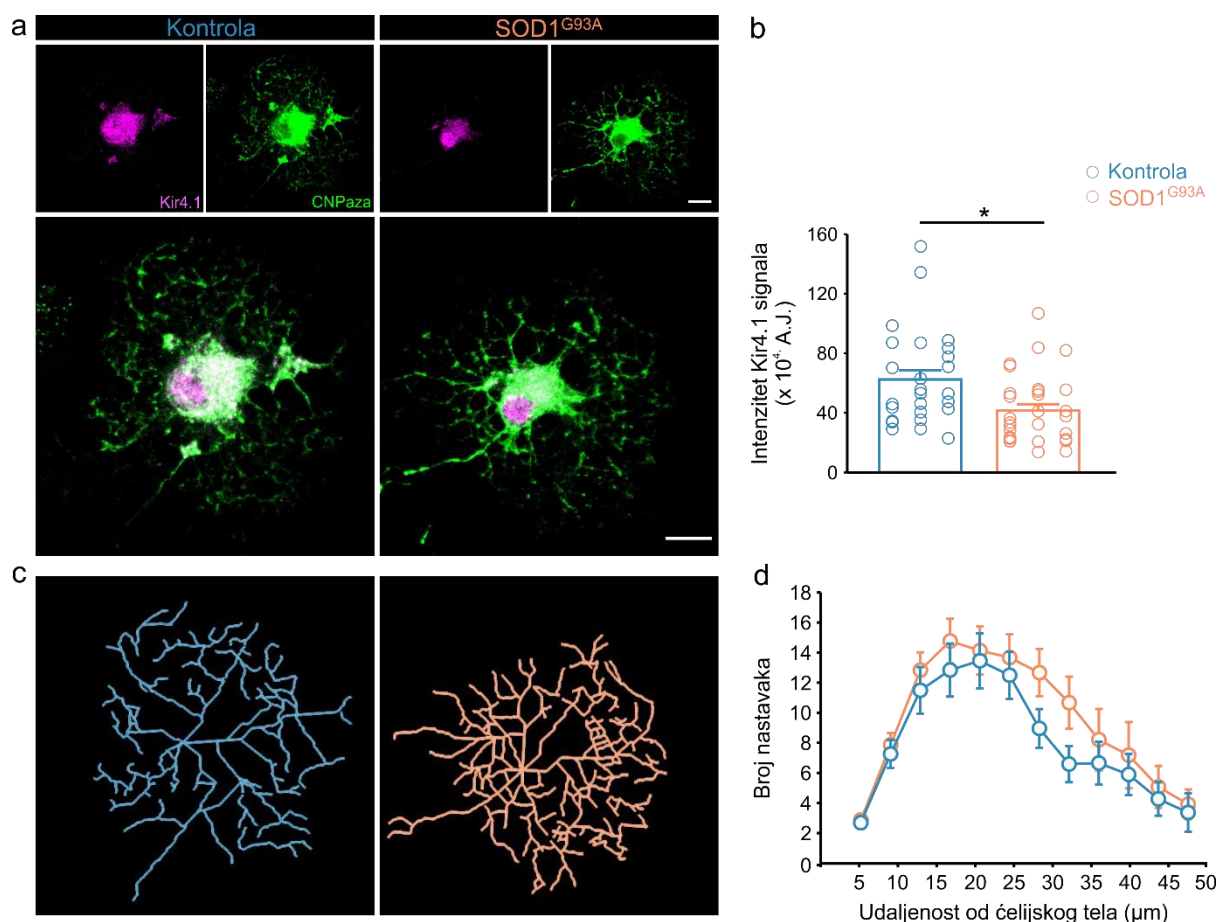 a
Kontrola
SOD1G93A
Kir4.1
CNPaza
b
Kontrola
SOD1G93A
*
Intenzitet Kir4.1 signala
(x 10⁴· A.J.)
160
120
80
40
0
c
d
Broj nastavaka
18
16
14
12
10
8
6
4
2
0
5 10 15 20 25 30 35 40 45 50
Udaljenost od ćelijskog tela (µm)